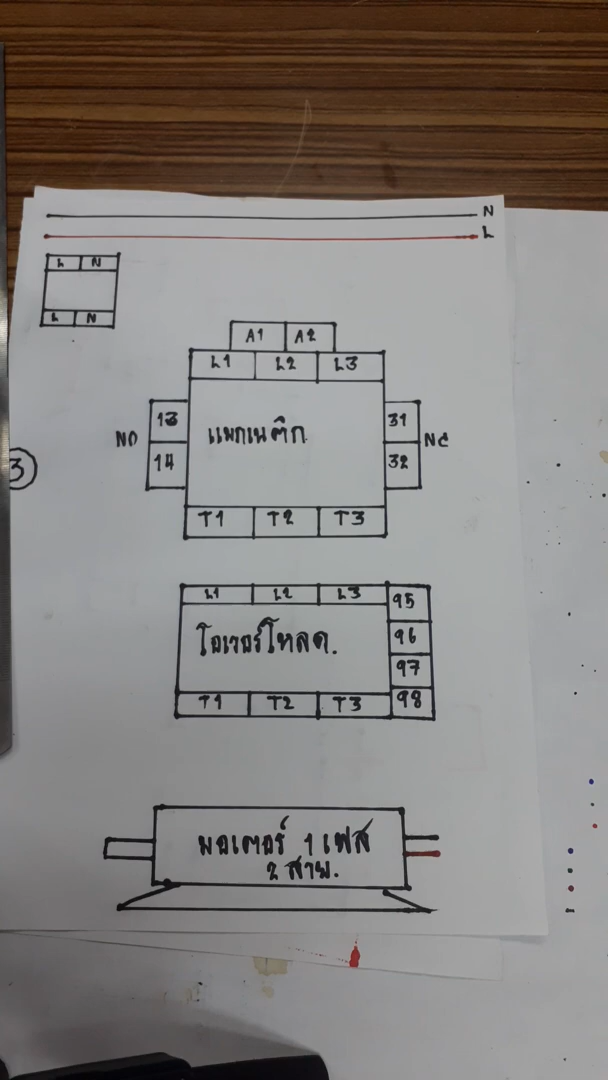 N
L
L N
L N
A1 A2
L1 L2 L3
13 31
NO แมกเนติก NC
14 32
3
T1 T2 T3
L1 L2 L3 95
โอเวอร์โหลด. 96
97
T1 T2 T3 98
มอเตอร์ 1 เฟส
2 สาย.